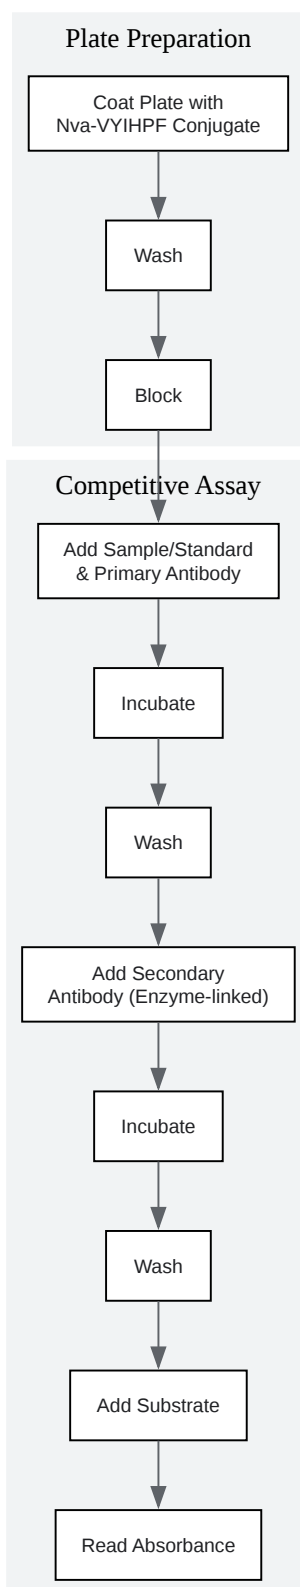 Plate Preparation
Coat Plate with
Nva-VYIHPF Conjugate
Wash
Block
Competitive Assay
Add Sample/Standard
& Primary Antibody
Incubate
Wash
Add Secondary
Antibody (Enzyme-linked)
Incubate
Wash
Add Substrate
Read Absorbance